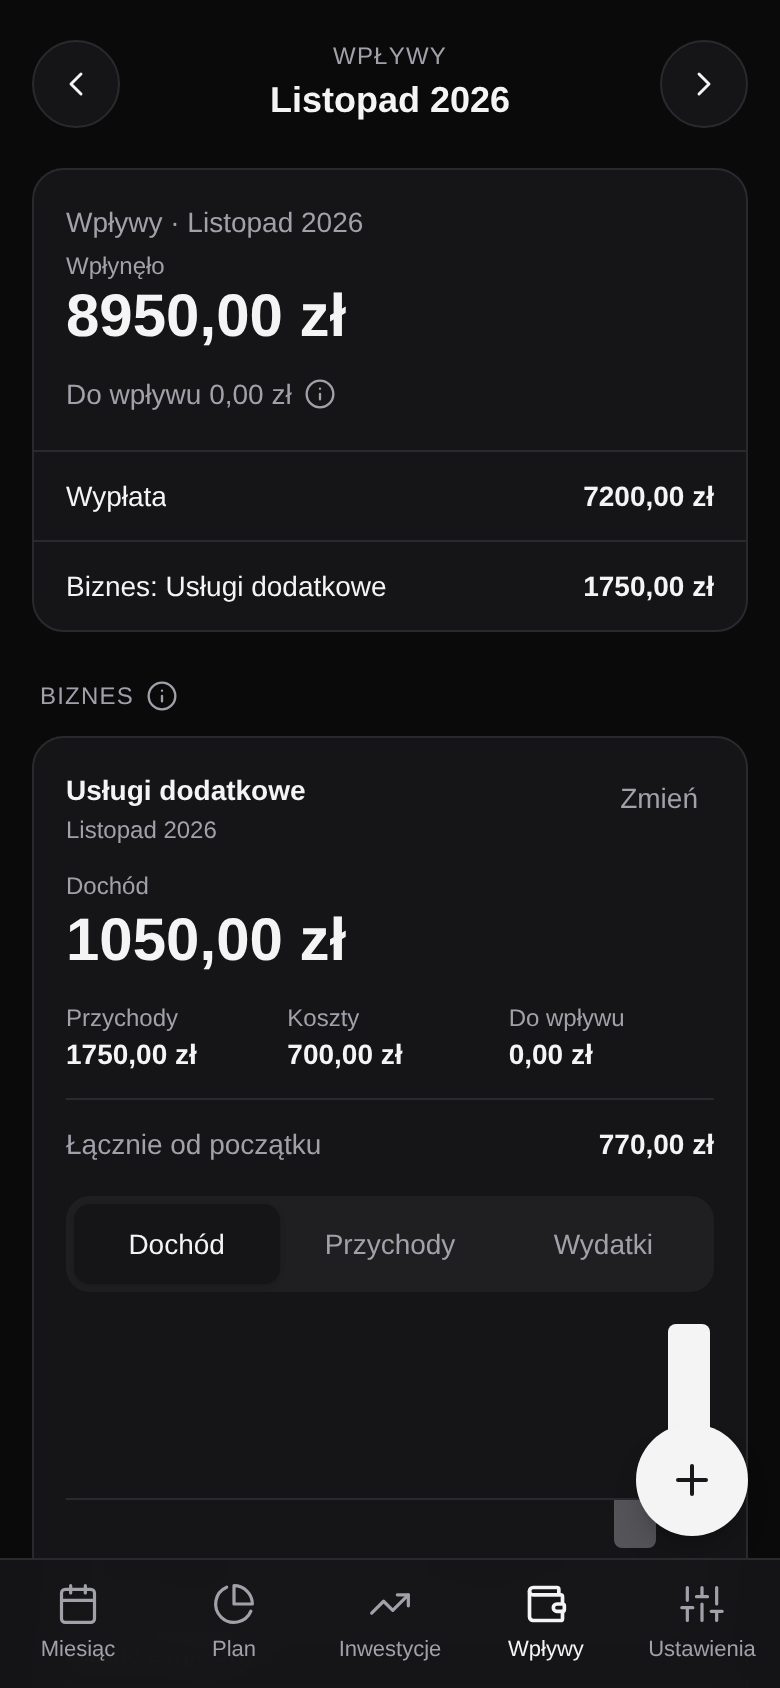 WPŁYWY
Listopad 2026
Wpływy · Listopad 2026
Wpłynęło
8950,00 zł
Do wpływu 0,00 zł
Wypłata 7200,00 zł
Biznes: Usługi dodatkowe 1750,00 zł
BIZNES
Usługi dodatkowe
Zmień
Listopad 2026
Dochód
1050,00 zł
Przychody Koszty Do wpływu
1750,00 zł 700,00 zł 0,00 zł
Łącznie od początku 770,00 zł
Dochód Przychody Wydatki
Miesiąc Plan Inwestycje Wpływy Ustawienia